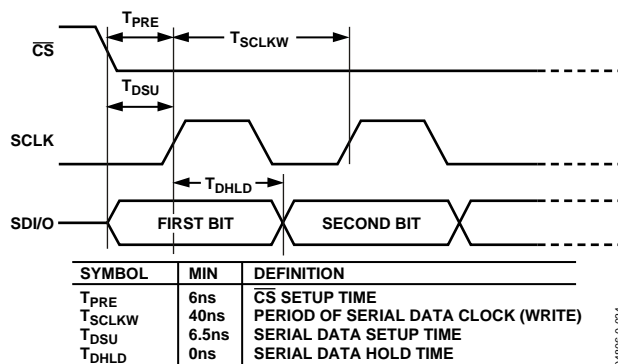 T_PRE
CS T_SCLKW
T_DSU
SCLK
T_DHLD
SDI/O FIRST BIT SECOND BIT
SYMBOL MIN DEFINITION
T_PRE 6ns CS SETUP TIME
T_SCLKW 40ns PERIOD OF SERIAL DATA CLOCK (WRITE)
T_DSU 6.5ns SERIAL DATA SETUP TIME
T_DHLD 0ns SERIAL DATA HOLD TIME